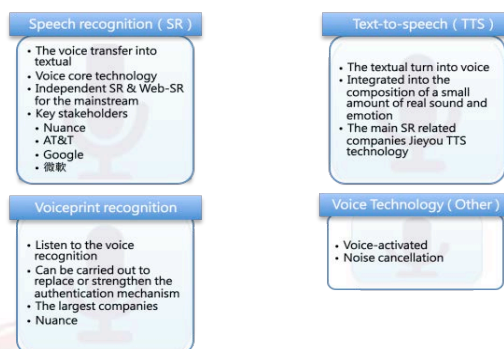 Speech recognition ( SR )
• The voice transfer into
textual
• Voice core technology
• Independent SR & Web-SR
for the mainstream
• Key stakeholders
• Nuance
• AT&T
• Google
• 微軟
Text-to-speech ( TTS )
• The textual turn into voice
• Integrated into the
composition of a small
amount of real sound and
emotion
• The main SR related
companies Jieyou TTS
technology
Voiceprint recognition
• Listen to the voice
recognition
• Can be carried out to
replace or strengthen the
authentication mechanism
• The largest companies
• Nuance
Voice Technology ( Other )
• Voice-activated
• Noise cancellation